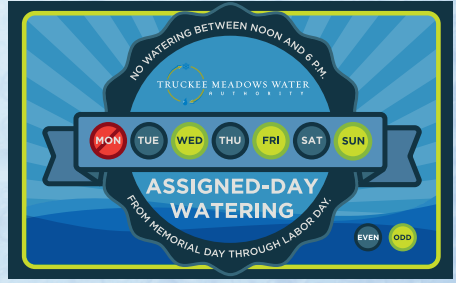 NO WATERING BETWEEN NOON AND 6 P.M.
TRUCKEE MEADOWS WATER
AUTHORITY
MON TUE WED THU FRI SAT SUN
ASSIGNED-DAY
WATERING
FROM MEMORIAL DAY THROUGH LABOR DAY.
EVEN ODD